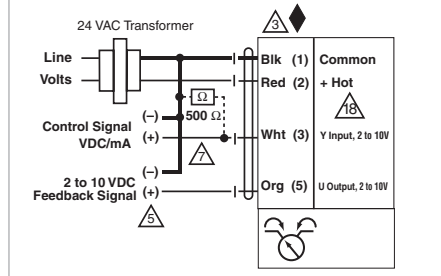 24 VAC Transformer
3
Line
Volts
Blk (1) Common
Red (2) + Hot
18
Ω
500 Ω
(–)
Control Signal (+)
VDC/mA
7
Wht (3) Y Input, 2 to 10V
(–)
2 to 10 VDC
Feedback Signal (+)
5
Org (5) U Output, 2 to 10V